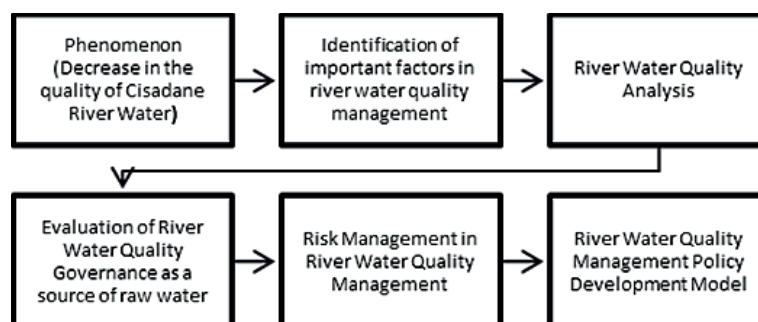 Phenomenon
(Decrease in the
quality of Cisadane
River Water)
Identification of
important factors in
river water quality
management
River Water Quality
Analysis
Evaluation of River
Water Quality
Governance as a
source of raw water
Risk Management in
River Water Quality
Management
River Water Quality
Management Policy
Development Model